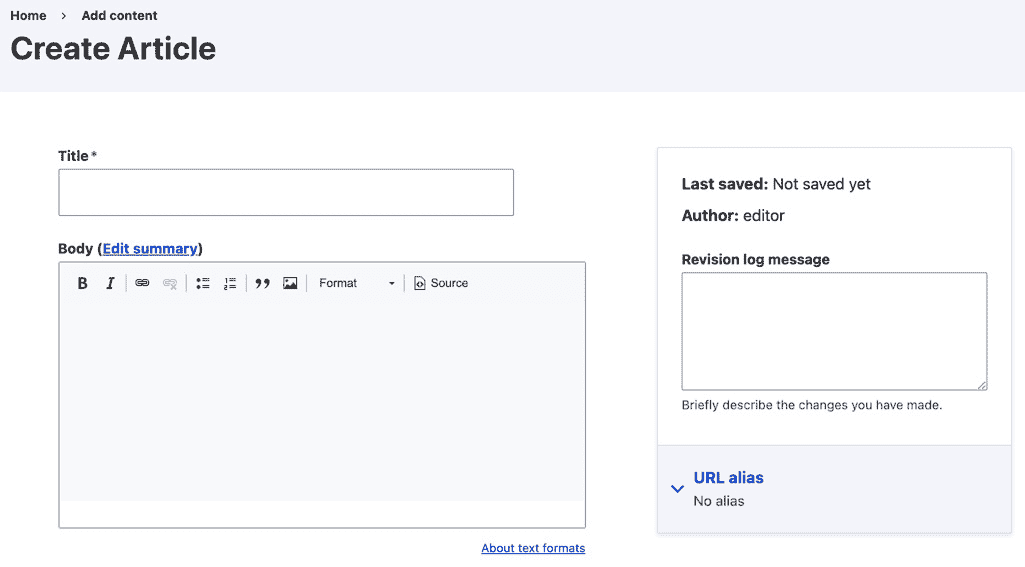 Home > Add content
Create Article
Title *
Body (Edit summary)
B I Format Source
About text formats
Last saved: Not saved yet
Author: editor
Revision log message
Briefly describe the changes you have made.
URL alias
No alias